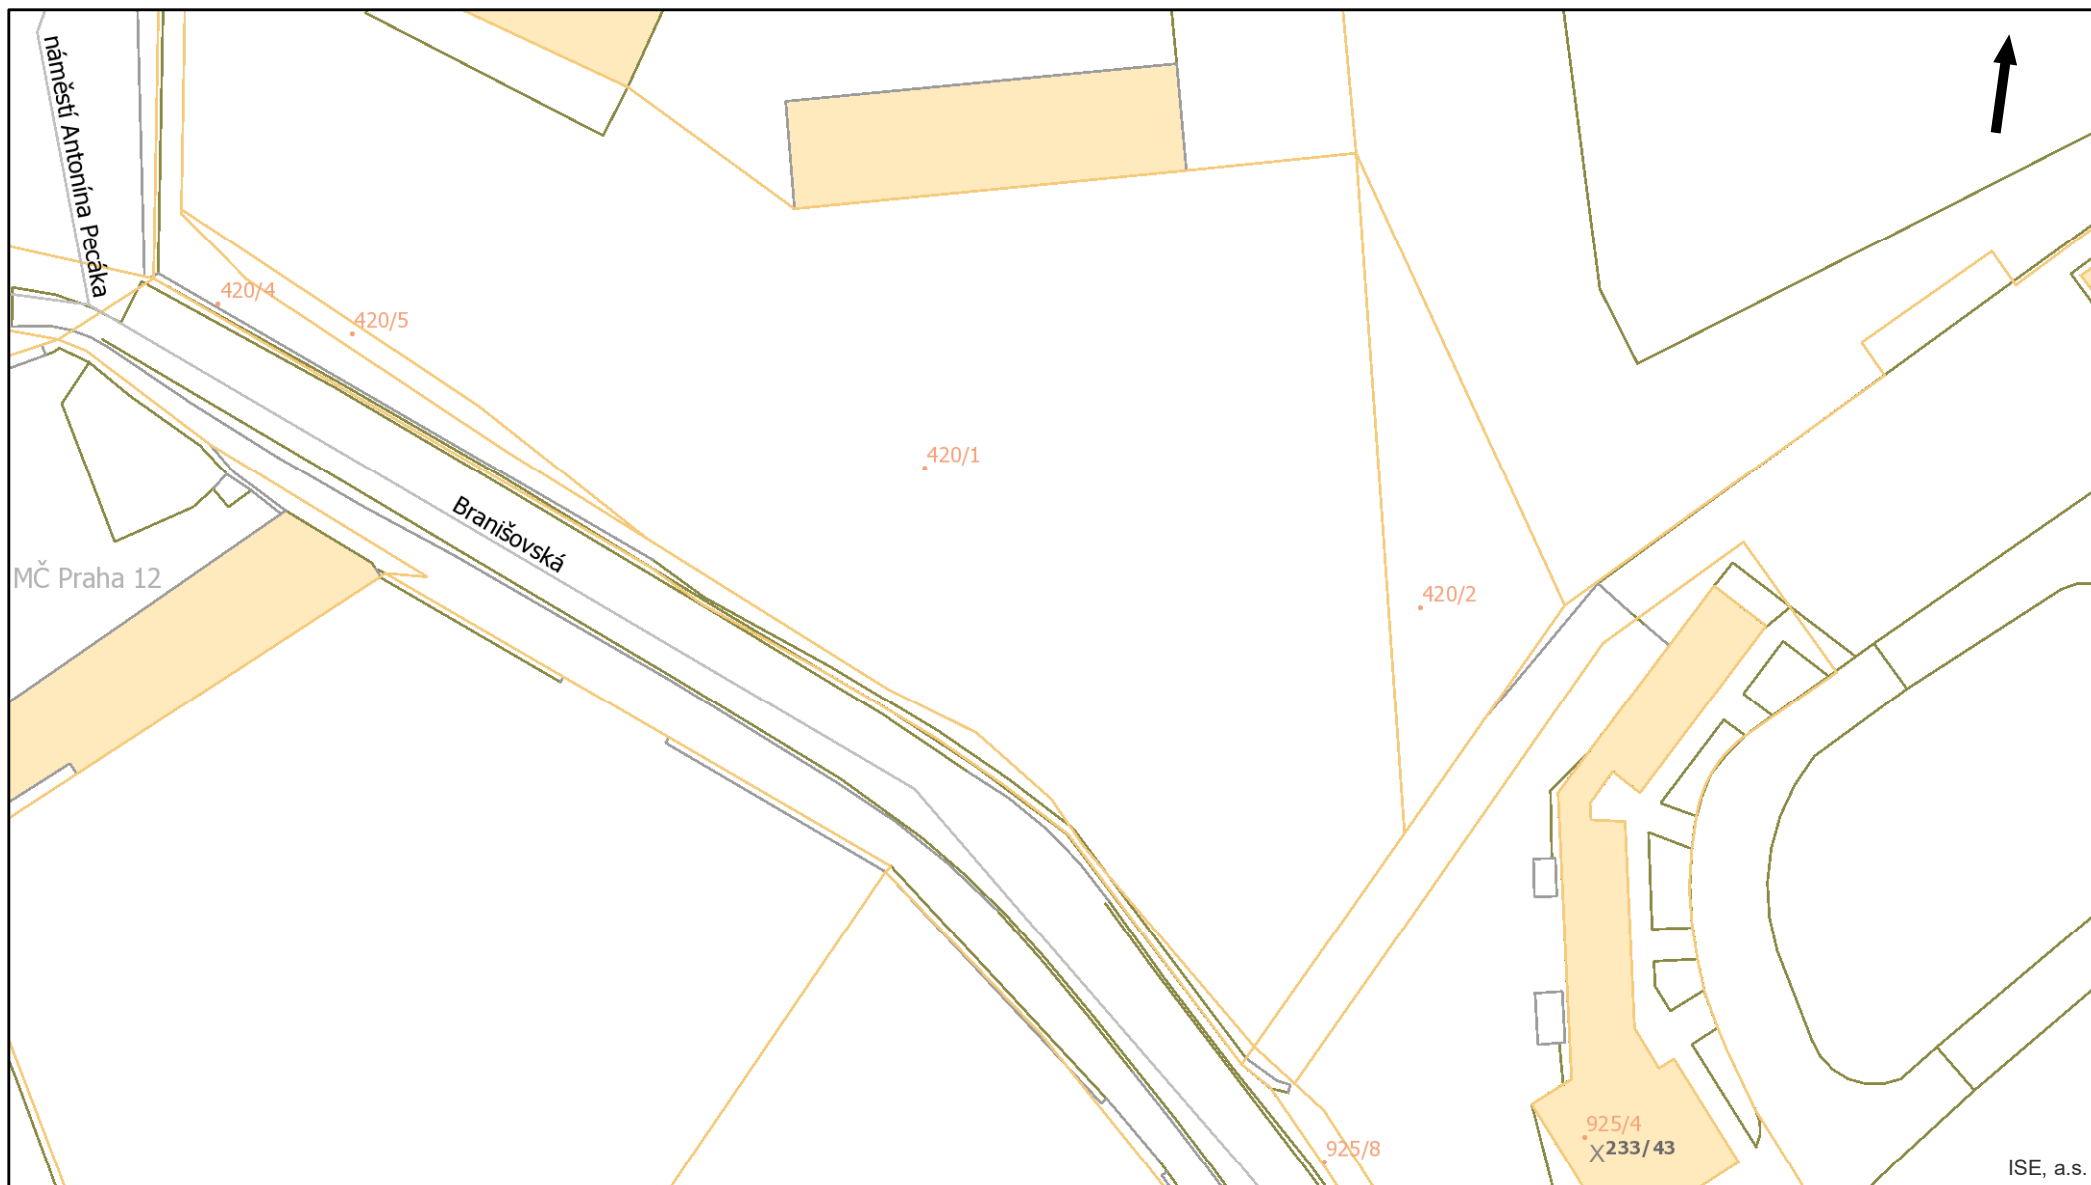 náměstí Antonína Pecáka
420/4
420/5
420/1
Branišovská
MČ Praha 12
420/2
925/4
X233/43
925/8
ISE, a.s.